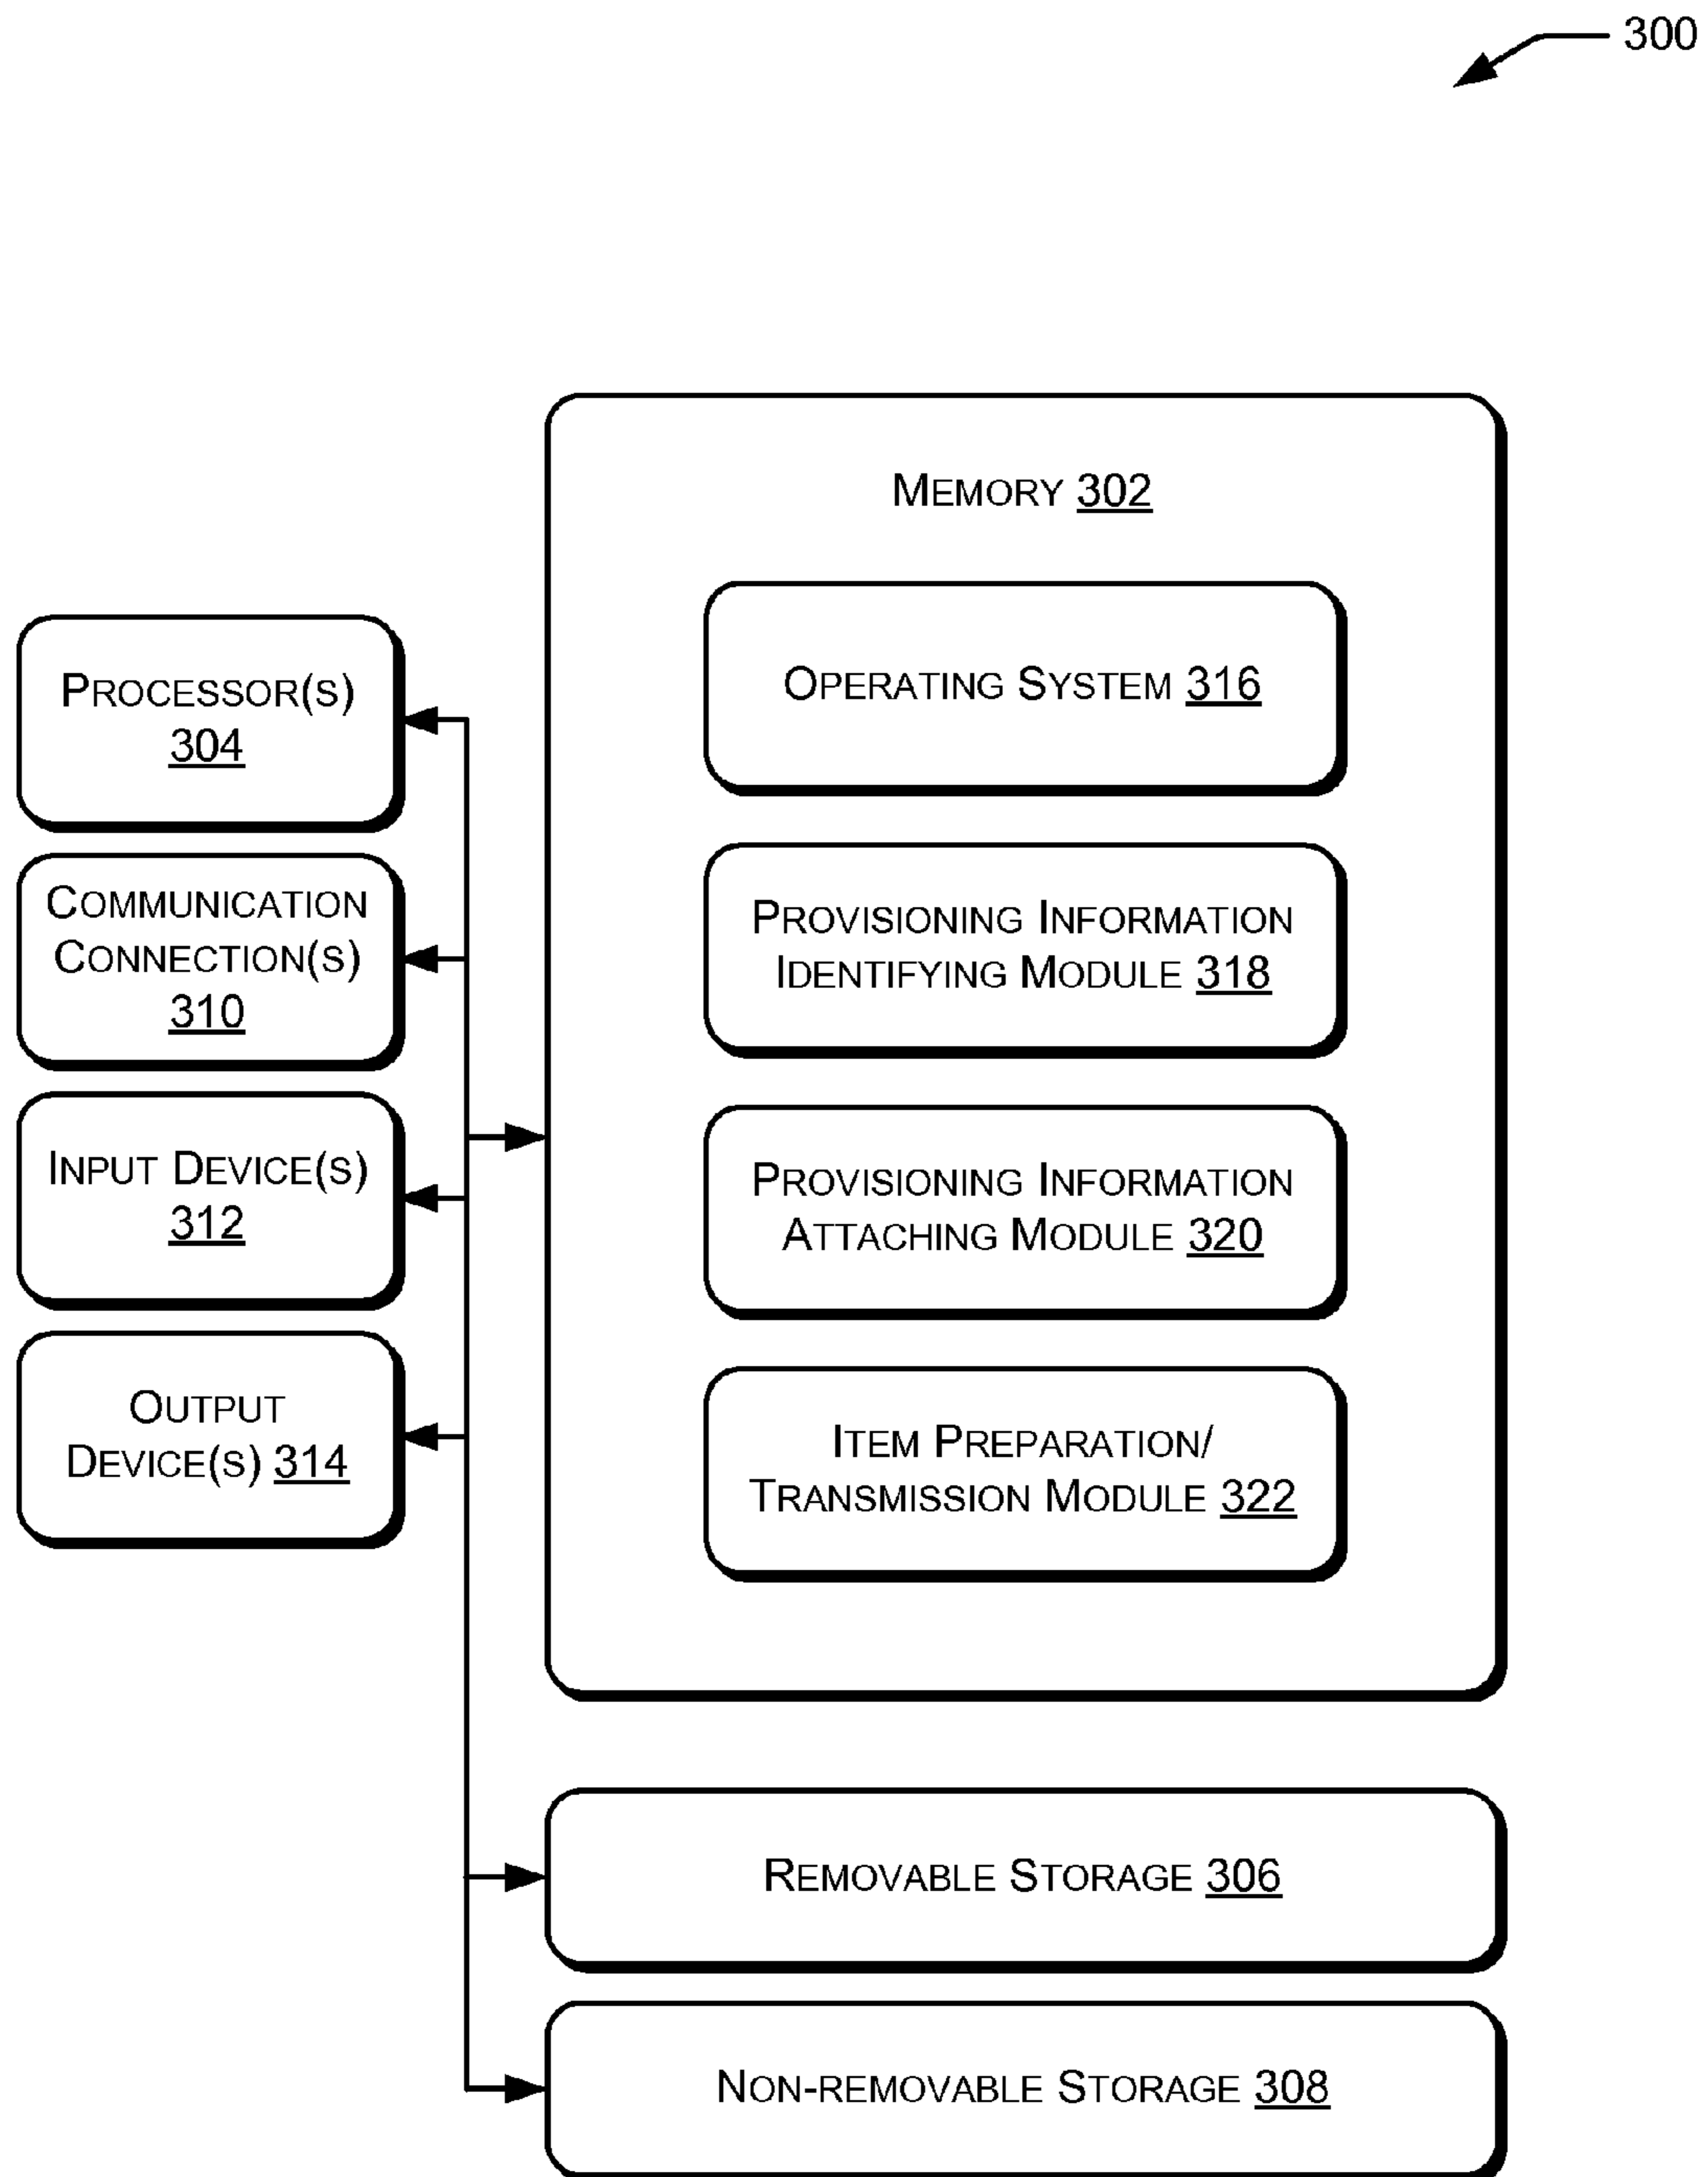 300
MEMORY 302
OPERATING SYSTEM 316
PROVISIONING INFORMATION
IDENTIFYING MODULE 318
PROVISIONING INFORMATION
ATTACHING MODULE 320
ITEM PREPARATION/
TRANSMISSION MODULE 322
PROCESSOR(S)
304
COMMUNICATION
CONNECTION(S)
310
INPUT DEVICE(S)
312
OUTPUT
DEVICE(S) 314
REMOVABLE STORAGE 306
NON-REMOVABLE STORAGE 308